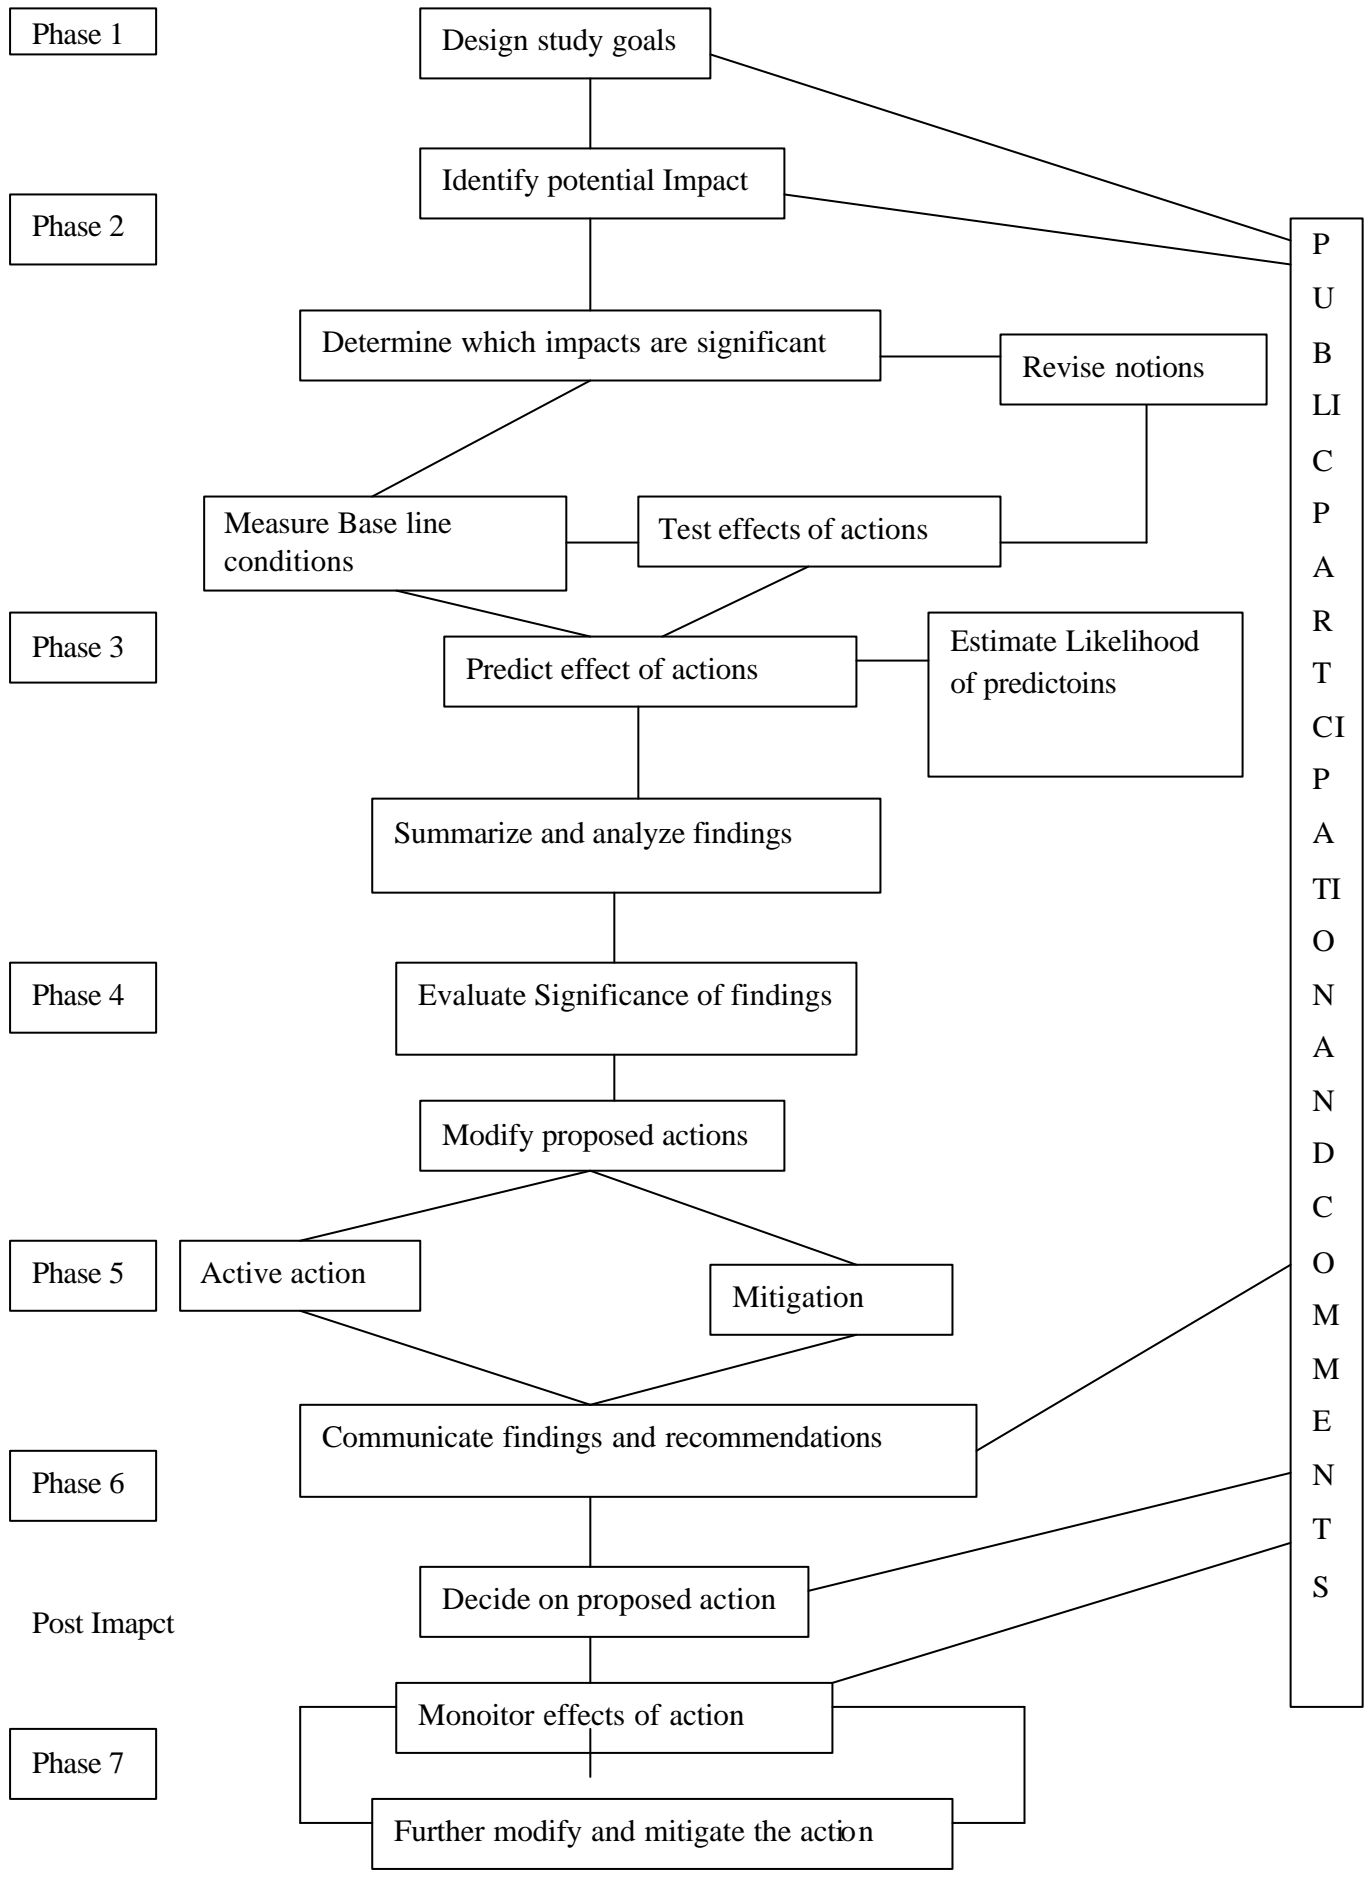 Phase 1
Design study goals
Identify potential Impact
Phase 2
Determine which impacts are significant
Revise notions
Measure Base line
conditions
Test effects of actions
Phase 3
Predict effect of actions
Estimate Likelihood
of predictoins
Summarize and analyze findings
Phase 4
Evaluate Significance of findings
Modify proposed actions
Phase 5
Active action
Mitigation
Communicate findings and recommendations
Phase 6
Decide on proposed action
Post Imapct
Monoitor effects of action
Phase 7
Further modify and mitigate the action
P
U
B
LI
C
P
A
R
T
CI
P
A
TI
O
N
A
N
D
C
O
M
M
E
N
T
S